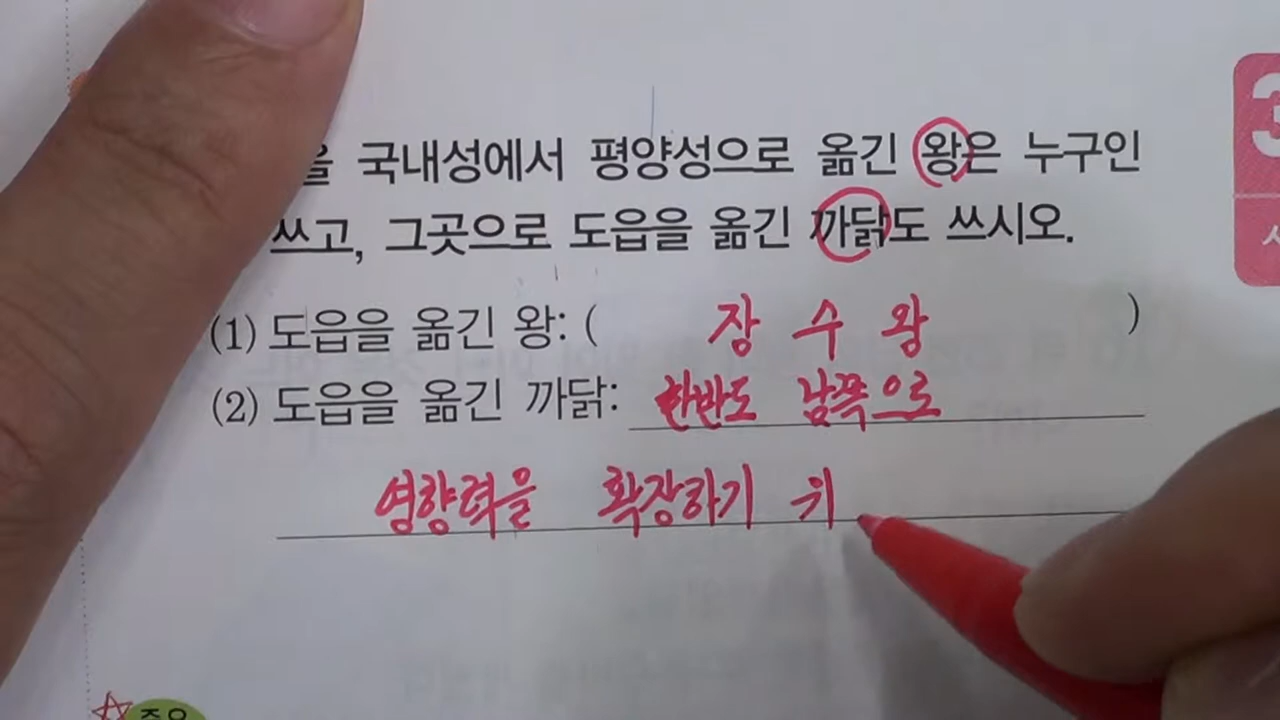 을 국내성에서 평양성으로 옮긴 왕은 누구인
쓰고, 그곳으로 도읍을 옮긴 까닭도 쓰시오.
(1) 도읍을 옮긴 왕: ( 장 수 왕 )
(2) 도읍을 옮긴 까닭: 한반도 남쪽으로
영향력을 확장하기 위
3